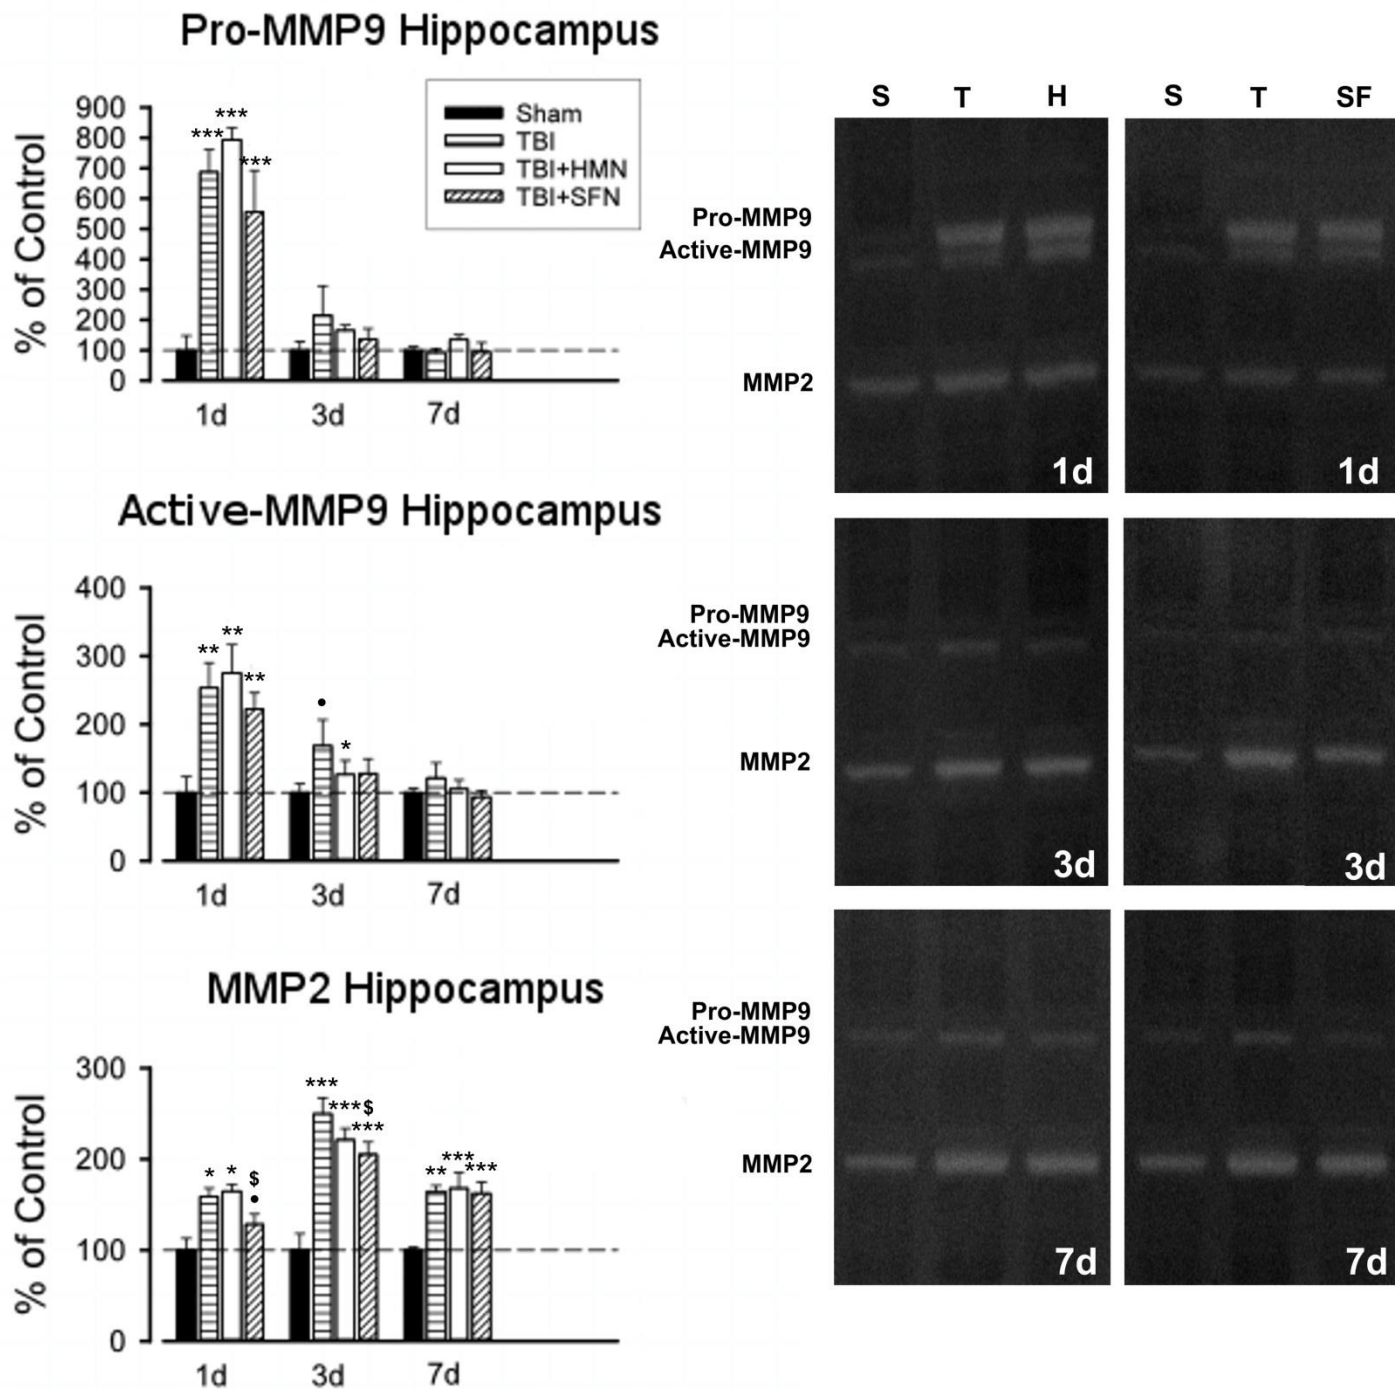 Pro-MMP9 Hippocampus
% of Control
900
800
700
600
500
400
300
200
100
0
*** *** ***
Sham
TBI
TBI+HMN
TBI+SFN
1d 3d 7d
Active-MMP9 Hippocampus
% of Control
400
300
200
100
0
** ** ** • *
1d 3d 7d
MMP2 Hippocampus
% of Control
300
200
100
0
* * $ • *** *** $ *** ** *** ***
1d 3d 7d
S T H S T SF
Pro-MMP9
Active-MMP9
MMP2
1d 1d
Pro-MMP9
Active-MMP9
MMP2
3d 3d
Pro-MMP9
Active-MMP9
MMP2
7d 7d